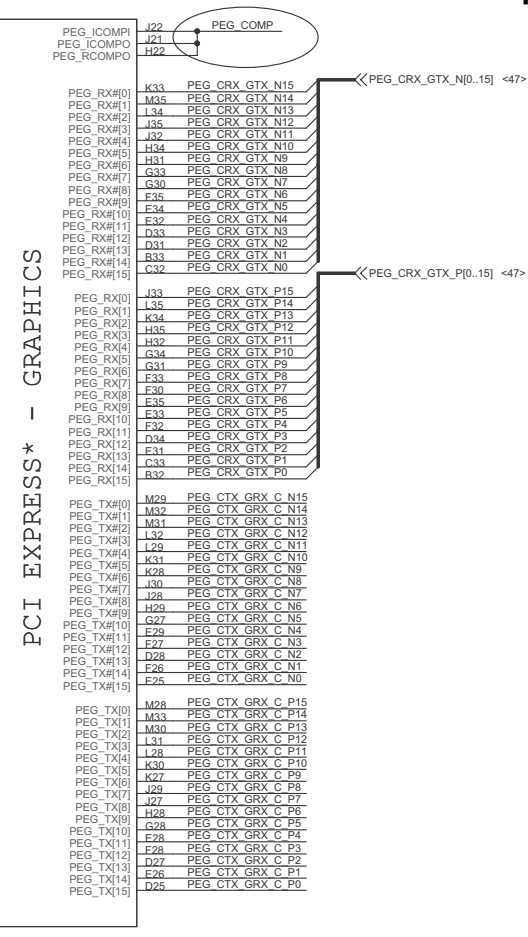 PCI EXPRESS* - GRAPHICS
PEG_ICOMPI J22 PEG_COMP
PEG_ICOMPO J21
PEG_RCOMPO H22
PEG_CRX_GTX_N[0..15] <47>
PEG_RX#[0] K33 PEG_CRX_GTX_N15
PEG_RX#[1] M35 PEG_CRX_GTX_N14
PEG_RX#[2] L34 PEG_CRX_GTX_N13
PEG_RX#[3] J35 PEG_CRX_GTX_N12
PEG_RX#[4] J32 PEG_CRX_GTX_N11
PEG_RX#[5] H34 PEG_CRX_GTX_N10
PEG_RX#[6] H31 PEG_CRX_GTX_N9
PEG_RX#[7] G33 PEG_CRX_GTX_N8
PEG_RX#[8] G30 PEG_CRX_GTX_N7
PEG_RX#[9] F35 PEG_CRX_GTX_N6
PEG_RX#[10] E34 PEG_CRX_GTX_N5
PEG_RX#[11] E32 PEG_CRX_GTX_N4
PEG_RX#[12] D33 PEG_CRX_GTX_N3
PEG_RX#[13] D31 PEG_CRX_GTX_N2
PEG_RX#[14] B33 PEG_CRX_GTX_N1
PEG_RX#[15] C32 PEG_CRX_GTX_N0
PEG_CRX_GTX_P[0..15] <47>
PEG_RX[0] J33 PEG_CRX_GTX_P15
PEG_RX[1] L35 PEG_CRX_GTX_P14
PEG_RX[2] K34 PEG_CRX_GTX_P13
PEG_RX[3] H35 PEG_CRX_GTX_P12
PEG_RX[4] H32 PEG_CRX_GTX_P11
PEG_RX[5] G34 PEG_CRX_GTX_P10
PEG_RX[6] G31 PEG_CRX_GTX_P9
PEG_RX[7] F33 PEG_CRX_GTX_P8
PEG_RX[8] F30 PEG_CRX_GTX_P7
PEG_RX[9] E35 PEG_CRX_GTX_P6
PEG_RX[10] E33 PEG_CRX_GTX_P5
PEG_RX[11] F32 PEG_CRX_GTX_P4
PEG_RX[12] D34 PEG_CRX_GTX_P3
PEG_RX[13] E31 PEG_CRX_GTX_P2
PEG_RX[14] C33 PEG_CRX_GTX_P1
PEG_RX[15] B32 PEG_CRX_GTX_P0
PEG_TX#[0] M29 PEG_CTX_GRX_C_N15
PEG_TX#[1] M32 PEG_CTX_GRX_C_N14
PEG_TX#[2] M31 PEG_CTX_GRX_C_N13
PEG_TX#[3] L32 PEG_CTX_GRX_C_N12
PEG_TX#[4] L29 PEG_CTX_GRX_C_N11
PEG_TX#[5] K31 PEG_CTX_GRX_C_N10
PEG_TX#[6] K28 PEG_CTX_GRX_C_N9
PEG_TX#[7] J30 PEG_CTX_GRX_C_N8
PEG_TX#[8] J28 PEG_CTX_GRX_C_N7
PEG_TX#[9] H29 PEG_CTX_GRX_C_N6
PEG_TX#[10] G27 PEG_CTX_GRX_C_N5
PEG_TX#[11] E29 PEG_CTX_GRX_C_N4
PEG_TX#[12] F27 PEG_CTX_GRX_C_N3
PEG_TX#[13] D28 PEG_CTX_GRX_C_N2
PEG_TX#[14] F26 PEG_CTX_GRX_C_N1
PEG_TX#[15] E25 PEG_CTX_GRX_C_N0
PEG_TX[0] M28 PEG_CTX_GRX_C_P15
PEG_TX[1] M33 PEG_CTX_GRX_C_P14
PEG_TX[2] M30 PEG_CTX_GRX_C_P13
PEG_TX[3] L31 PEG_CTX_GRX_C_P12
PEG_TX[4] L28 PEG_CTX_GRX_C_P11
PEG_TX[5] K30 PEG_CTX_GRX_C_P10
PEG_TX[6] K27 PEG_CTX_GRX_C_P9
PEG_TX[7] J29 PEG_CTX_GRX_C_P8
PEG_TX[8] J27 PEG_CTX_GRX_C_P7
PEG_TX[9] H28 PEG_CTX_GRX_C_P6
PEG_TX[10] G28 PEG_CTX_GRX_C_P5
PEG_TX[11] E28 PEG_CTX_GRX_C_P4
PEG_TX[12] F28 PEG_CTX_GRX_C_P3
PEG_TX[13] D27 PEG_CTX_GRX_C_P2
PEG_TX[14] E26 PEG_CTX_GRX_C_P1
PEG_TX[15] D25 PEG_CTX_GRX_C_P0